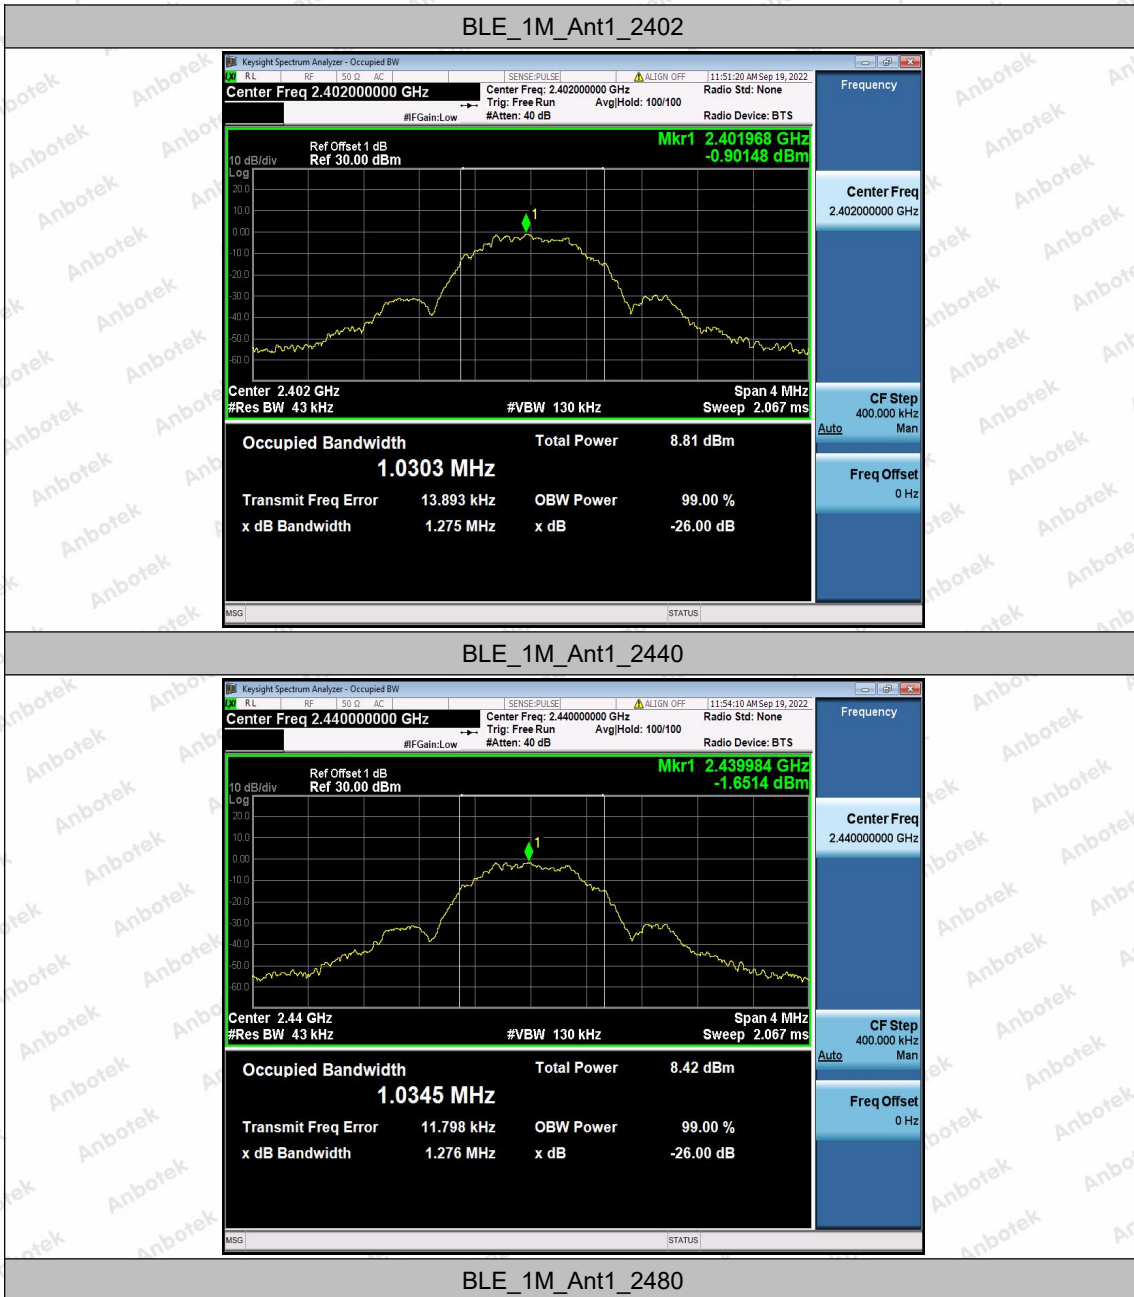 BLE_1M_Ant1_2402
Keysight Spectrum Analyzer - Occupied BW
LXI RL RF 50 Ω AC SENSE:PULSE ALIGN OFF 11:51:20 AM Sep 19, 2022
Center Freq 2.402000000 GHz
Center Freq: 2.402000000 GHz Radio Std: None
Trig: Free Run Avg|Hold: 100/100
#IFGain:Low #Atten: 40 dB Radio Device: BTS
Frequency
Mkr1 2.401968 GHz
-0.90148 dBm
Ref Offset 1 dB
10 dB/div Ref 30.00 dBm
Log
20.0
10.0
0.00
-10.0
-20.0
-30.0
-40.0
-50.0
-60.0
1
Center Freq
2.402000000 GHz
Center 2.402 GHz Span 4 MHz
#Res BW 43 kHz #VBW 130 kHz Sweep 2.067 ms
CF Step
400.000 kHz
Auto Man
Freq Offset
0 Hz
Occupied Bandwidth Total Power 8.81 dBm
1.0303 MHz
Transmit Freq Error 13.893 kHz OBW Power 99.00 %
x dB Bandwidth 1.275 MHz x dB -26.00 dB
MSG STATUS
BLE_1M_Ant1_2440
Keysight Spectrum Analyzer - Occupied BW
LXI RL RF 50 Ω AC SENSE:PULSE ALIGN OFF 11:54:10 AM Sep 19, 2022
Center Freq 2.440000000 GHz
Center Freq: 2.440000000 GHz Radio Std: None
Trig: Free Run Avg|Hold: 100/100
#IFGain:Low #Atten: 40 dB Radio Device: BTS
Frequency
Mkr1 2.439984 GHz
-1.6514 dBm
Ref Offset 1 dB
10 dB/div Ref 30.00 dBm
Log
20.0
10.0
0.00
-10.0
-20.0
-30.0
-40.0
-50.0
-60.0
1
Center Freq
2.440000000 GHz
Center 2.44 GHz Span 4 MHz
#Res BW 43 kHz #VBW 130 kHz Sweep 2.067 ms
CF Step
400.000 kHz
Auto Man
Freq Offset
0 Hz
Occupied Bandwidth Total Power 8.42 dBm
1.0345 MHz
Transmit Freq Error 11.798 kHz OBW Power 99.00 %
x dB Bandwidth 1.276 MHz x dB -26.00 dB
MSG STATUS
BLE_1M_Ant1_2480
Anbotek